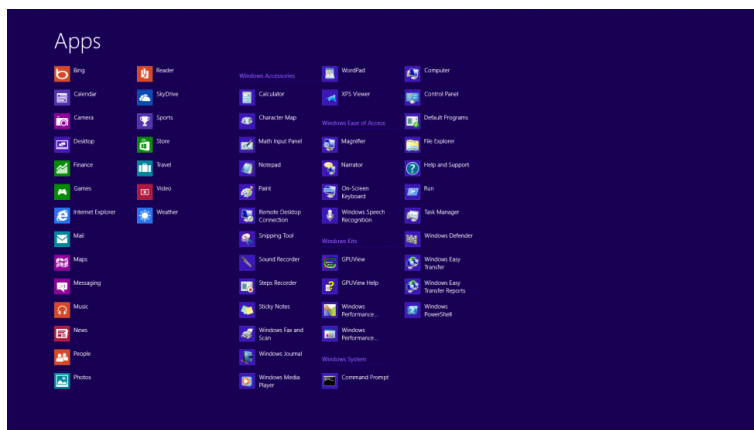 Apps
Bing
Calendar
Camera
Desktop
Finance
Games
Internet Explorer
Mail
Maps
Messaging
Music
News
People
Photos
Reader
SkyDrive
Sports
Store
Travel
Video
Weather
Windows Accessories
Calculator
Character Map
Math Input Panel
Notepad
Paint
Remote Desktop
Connection
Snipping Tool
Sound Recorder
Steps Recorder
Sticky Notes
Windows Fax and
Scan
Windows Journal
Windows Media
Player
WordPad
XPS Viewer
Windows Ease of Access
Magnifier
Narrator
On-Screen
Keyboard
Windows Speech
Recognition
Windows Kits
GPUView
GPUView Help
Windows
Performance...
Windows
Performance...
Windows System
Command Prompt
Computer
Control Panel
Default Programs
File Explorer
Help and Support
Run
Task Manager
Windows Defender
Windows Easy
Transfer
Windows Easy
Transfer Reports
Windows
PowerShell